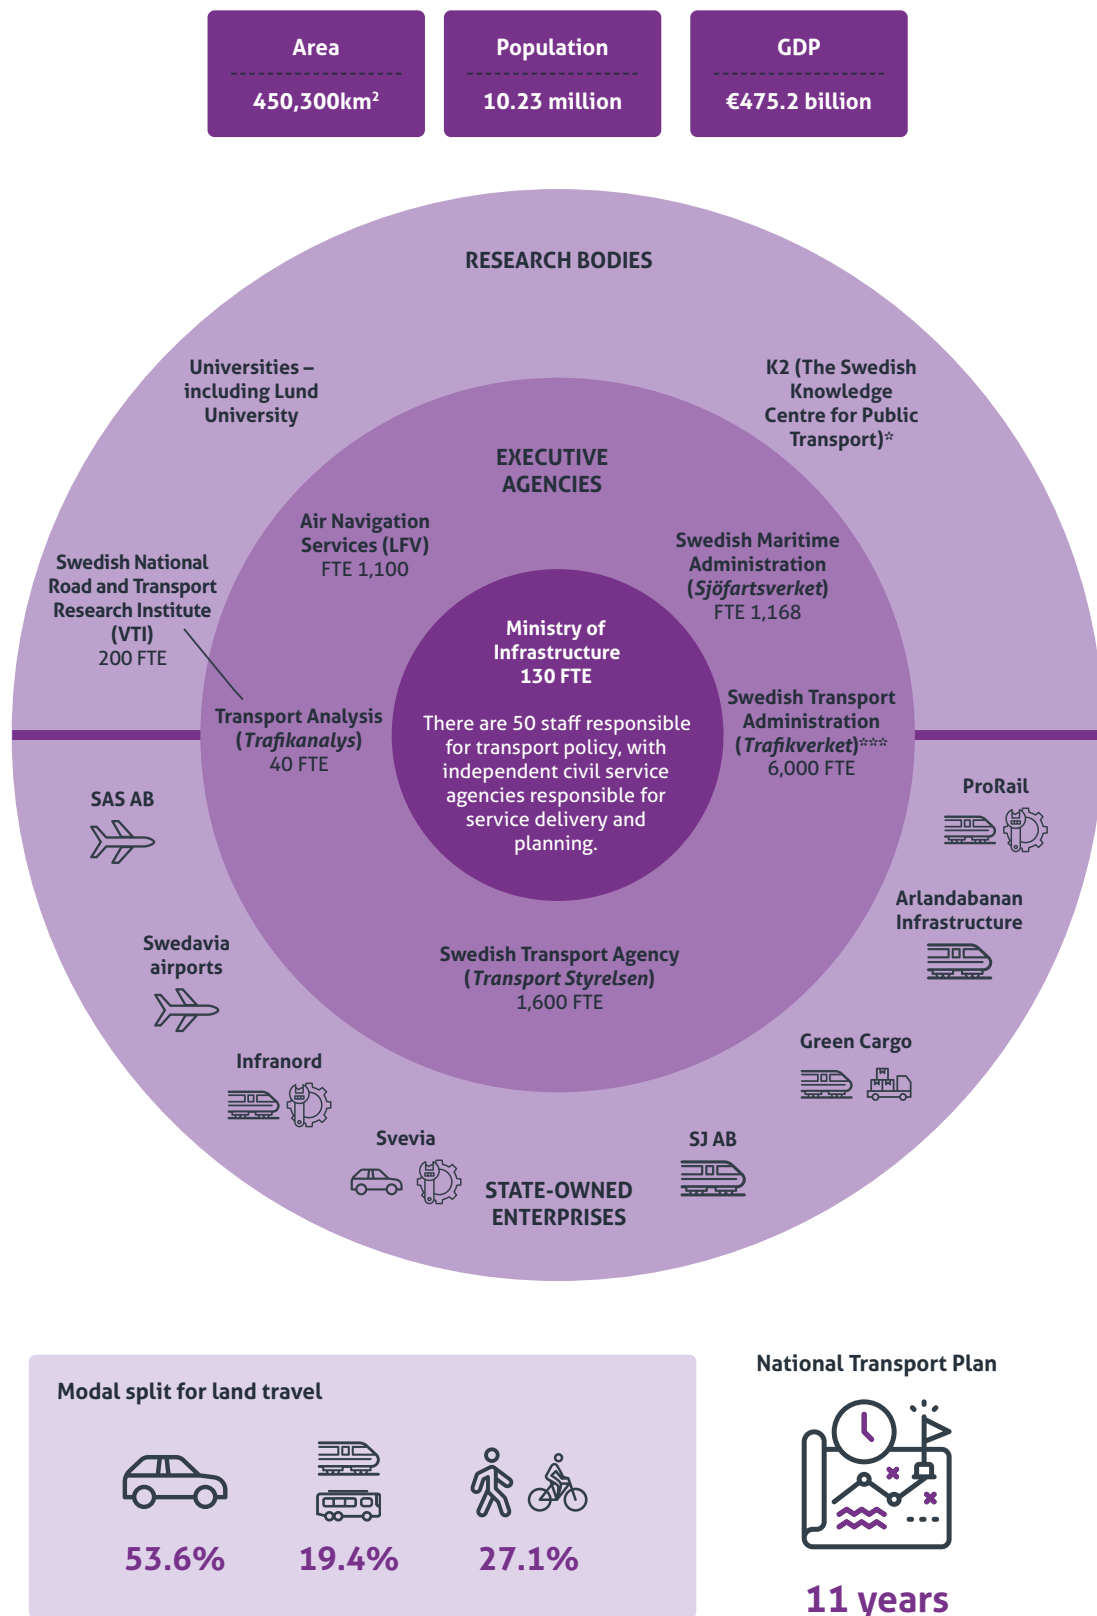 Area
450,300km²
Population
10.23 million
GDP
€475.2 billion
RESEARCH BODIES
Universities –
including Lund
University
K2 (The Swedish
Knowledge
Centre for Public
Transport)*
EXECUTIVE
AGENCIES
Air Navigation
Services (LFV)
FTE 1,100
Swedish Maritime
Administration
(Sjöfartsverket)
FTE 1,168
Swedish National
Road and Transport
Research Institute
(VTI)
200 FTE
Ministry of
Infrastructure
130 FTE
There are 50 staff responsible
for transport policy, with
independent civil service
agencies responsible for
service delivery and
planning.
Transport Analysis
(Trafikanalys)
40 FTE
Swedish Transport
Administration
(Trafikverket)***
6,000 FTE
SAS AB
ProRail
Arlandabanan
Infrastructure
Swedavia
airports
Swedish Transport Agency
(Transport Styrelsen)
1,600 FTE
Green Cargo
Infranord
Svevia
SJ AB
STATE-OWNED
ENTERPRISES
Modal split for land travel
53.6%
19.4%
27.1%
National Transport Plan
11 years